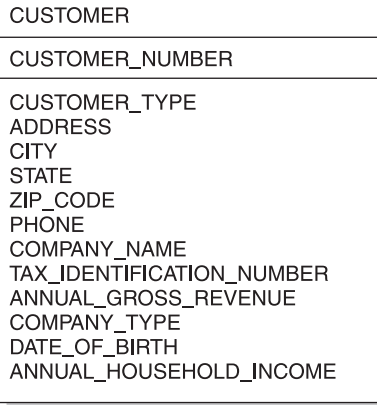 CUSTOMER
CUSTOMER_NUMBER
CUSTOMER_TYPE
ADDRESS
CITY
STATE
ZIP_CODE
PHONE
COMPANY_NAME
TAX_IDENTIFICATION_NUMBER
ANNUAL_GROSS_REVENUE
COMPANY_TYPE
DATE_OF_BIRTH
ANNUAL_HOUSEHOLD_INCOME